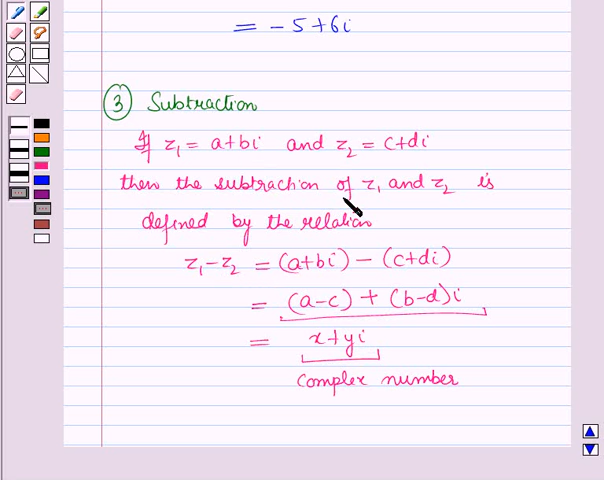 = -5+6i
③ Subtraction
If z₁ = a+bi and z₂ = c+di
then the subtraction of z₁ and z₂ is
defined by the relation
z₁-z₂ = (a+bi) - (c+di)
= (a-c) + (b-d)i
= x+yi
complex number